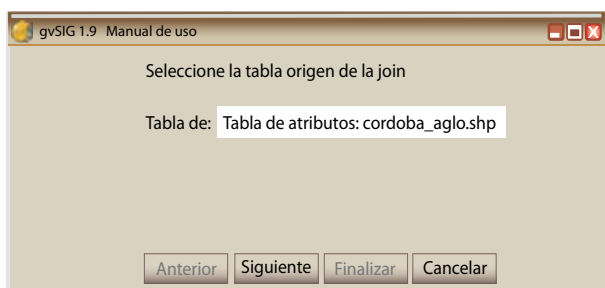 gvSIG 1.9 Manual de uso
Seleccione la tabla origen de la join
Tabla de: Tabla de atributos: cordoba_aglo.shp
Anterior Siguiente Finalizar Cancelar